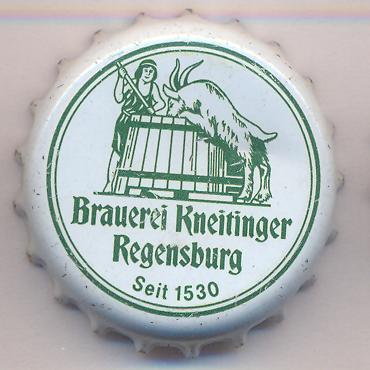 Brauerei Kneitinger
Regensburg
Seit 1530